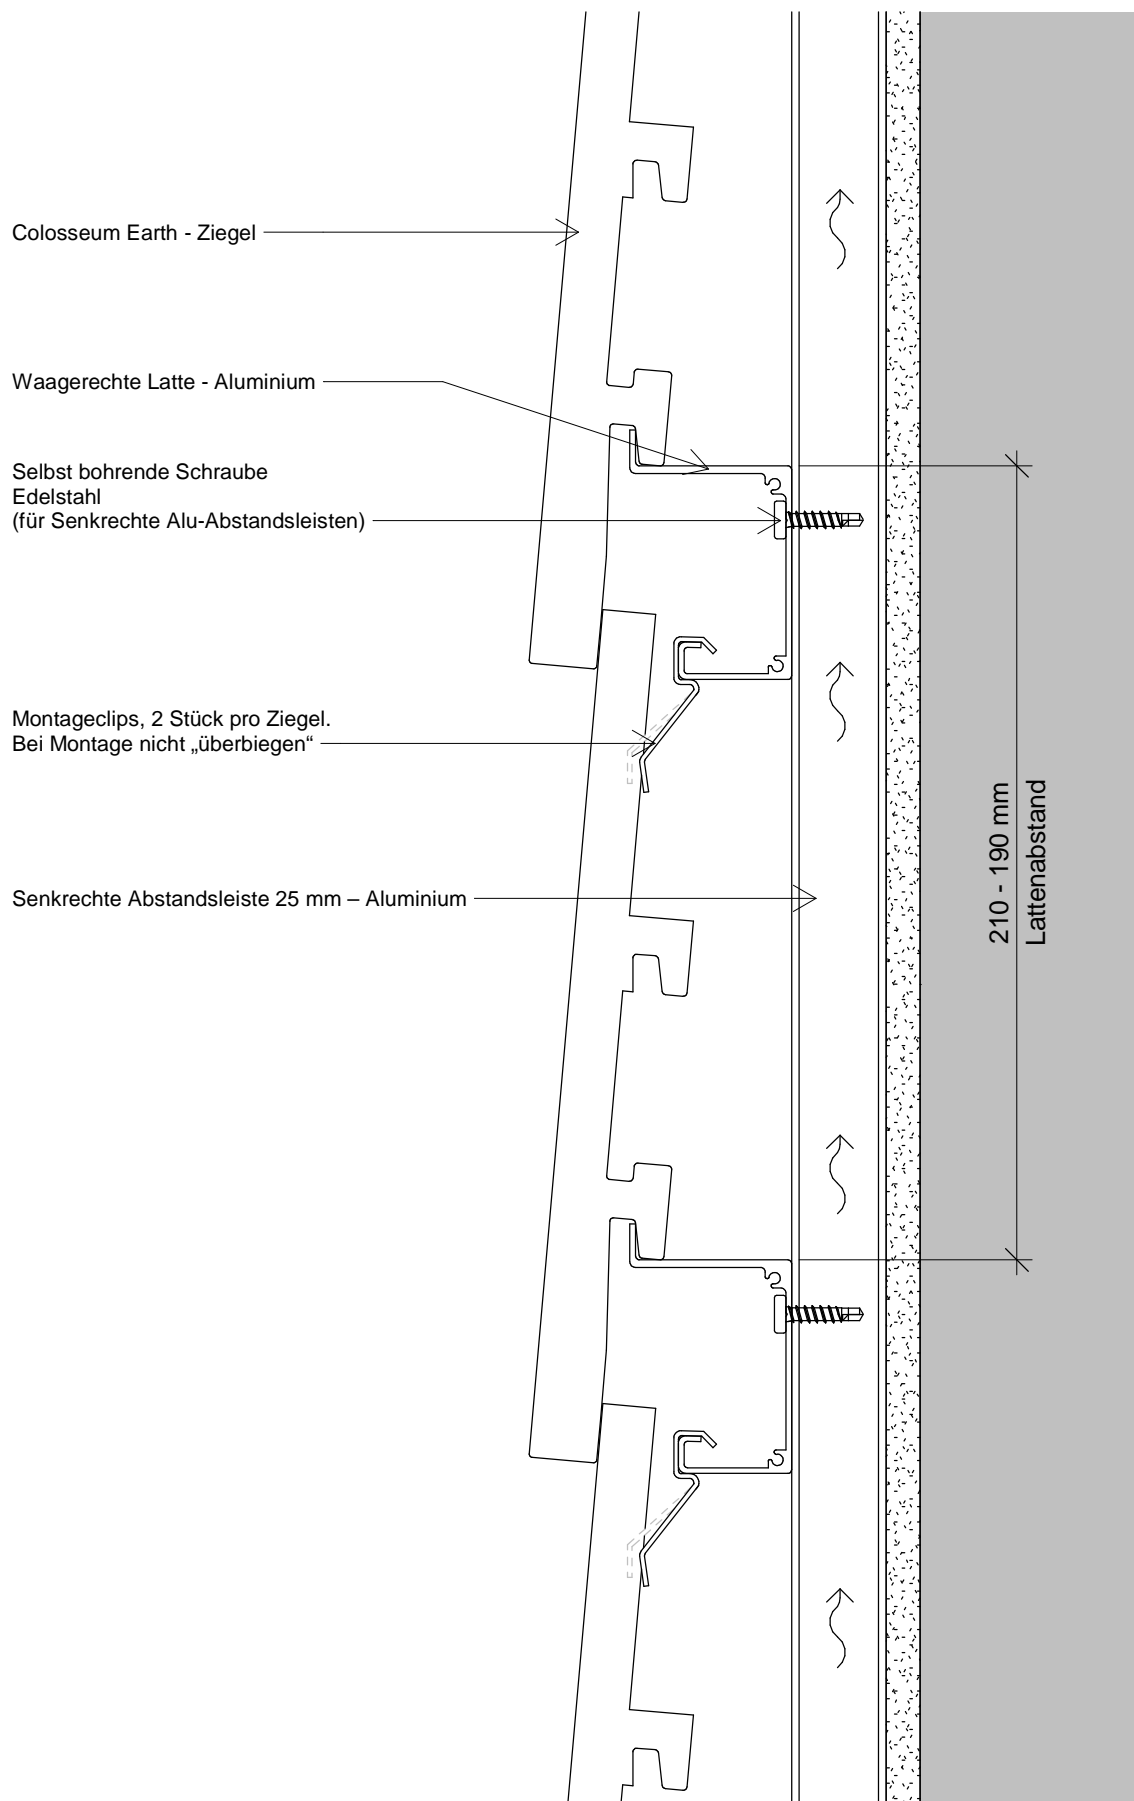 Colosseum Earth - Ziegel
Waagerechte Latte - Aluminium
Selbst bohrende Schraube
Edelstahl
(für Senkrechte Alu-Abstandsleisten)
Montageclips, 2 Stück pro Ziegel.
Bei Montage nicht „überbiegen“
Senkrechte Abstandsleiste 25 mm – Aluminium
210 - 190 mm
Lattenabstand